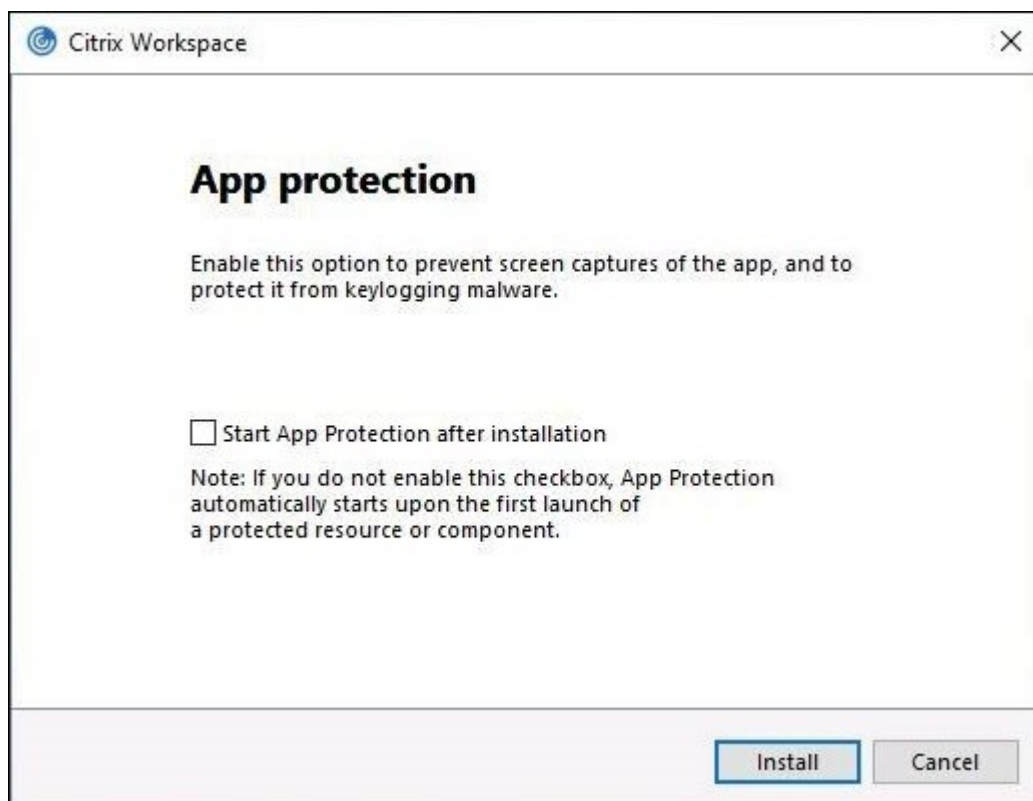 Citrix Workspace
App protection
Enable this option to prevent screen captures of the app, and to
protect it from keylogging malware.
Start App Protection after installation
Note: If you do not enable this checkbox, App Protection
automatically starts upon the first launch of
a protected resource or component.
Install Cancel